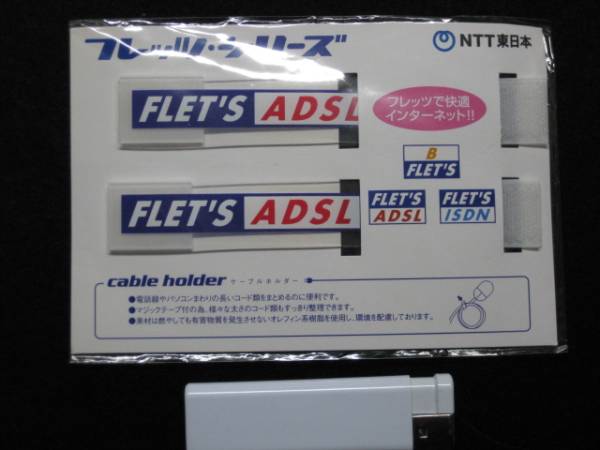 フレッツ・シリーズ
NTT東日本
FLET'S ADSL
フレッツで快適
インターネット!!
B
FLET'S
FLET'S ADSL
FLET'S
ADSL
FLET'S
ISDN
cable holder ケーブルホルダー
●電話線やパソコンまわりの長いコード類をまとめるのに便利です。
●マジックテープ付の為、様々な太さのコード類もすっきり整理できます。
●素材は燃やしても有害物質を発生させないオレフィン系樹脂を使用し、環境を配慮しております。